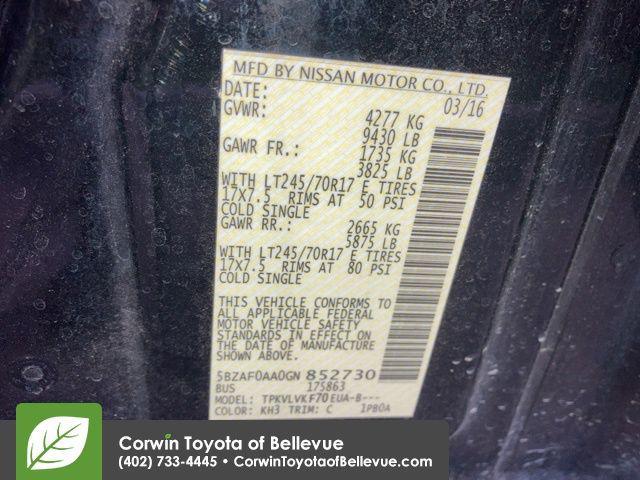 MFD BY NISSAN MOTOR CO., LTD.
DATE: 03/16
GVWR: 4277 KG
9430 LB
GAWR FR.: 1735 KG
3825 LB
WITH LT245/70R17 E TIRES
17X7.5 RIMS AT 50 PSI
COLD SINGLE
GAWR RR.: 2665 KG
5875 LB
WITH LT245/70R17 E TIRES
17X7.5 RIMS AT 80 PSI
COLD SINGLE
THIS VEHICLE CONFORMS TO
ALL APPLICABLE FEDERAL
MOTOR VEHICLE SAFETY
STANDARDS IN EFFECT ON
THE DATE OF MANUFACTURE
SHOWN ABOVE.
5BZAF0AA0GN 852730
BUS 175863
MODEL: TPKVLVKF70EUA-B---
COLOR: KH3 TRIM: C 1PB0A
Corwin Toyota of Bellevue
(402) 733-4445 • CorwinToyotaofBellevue.com